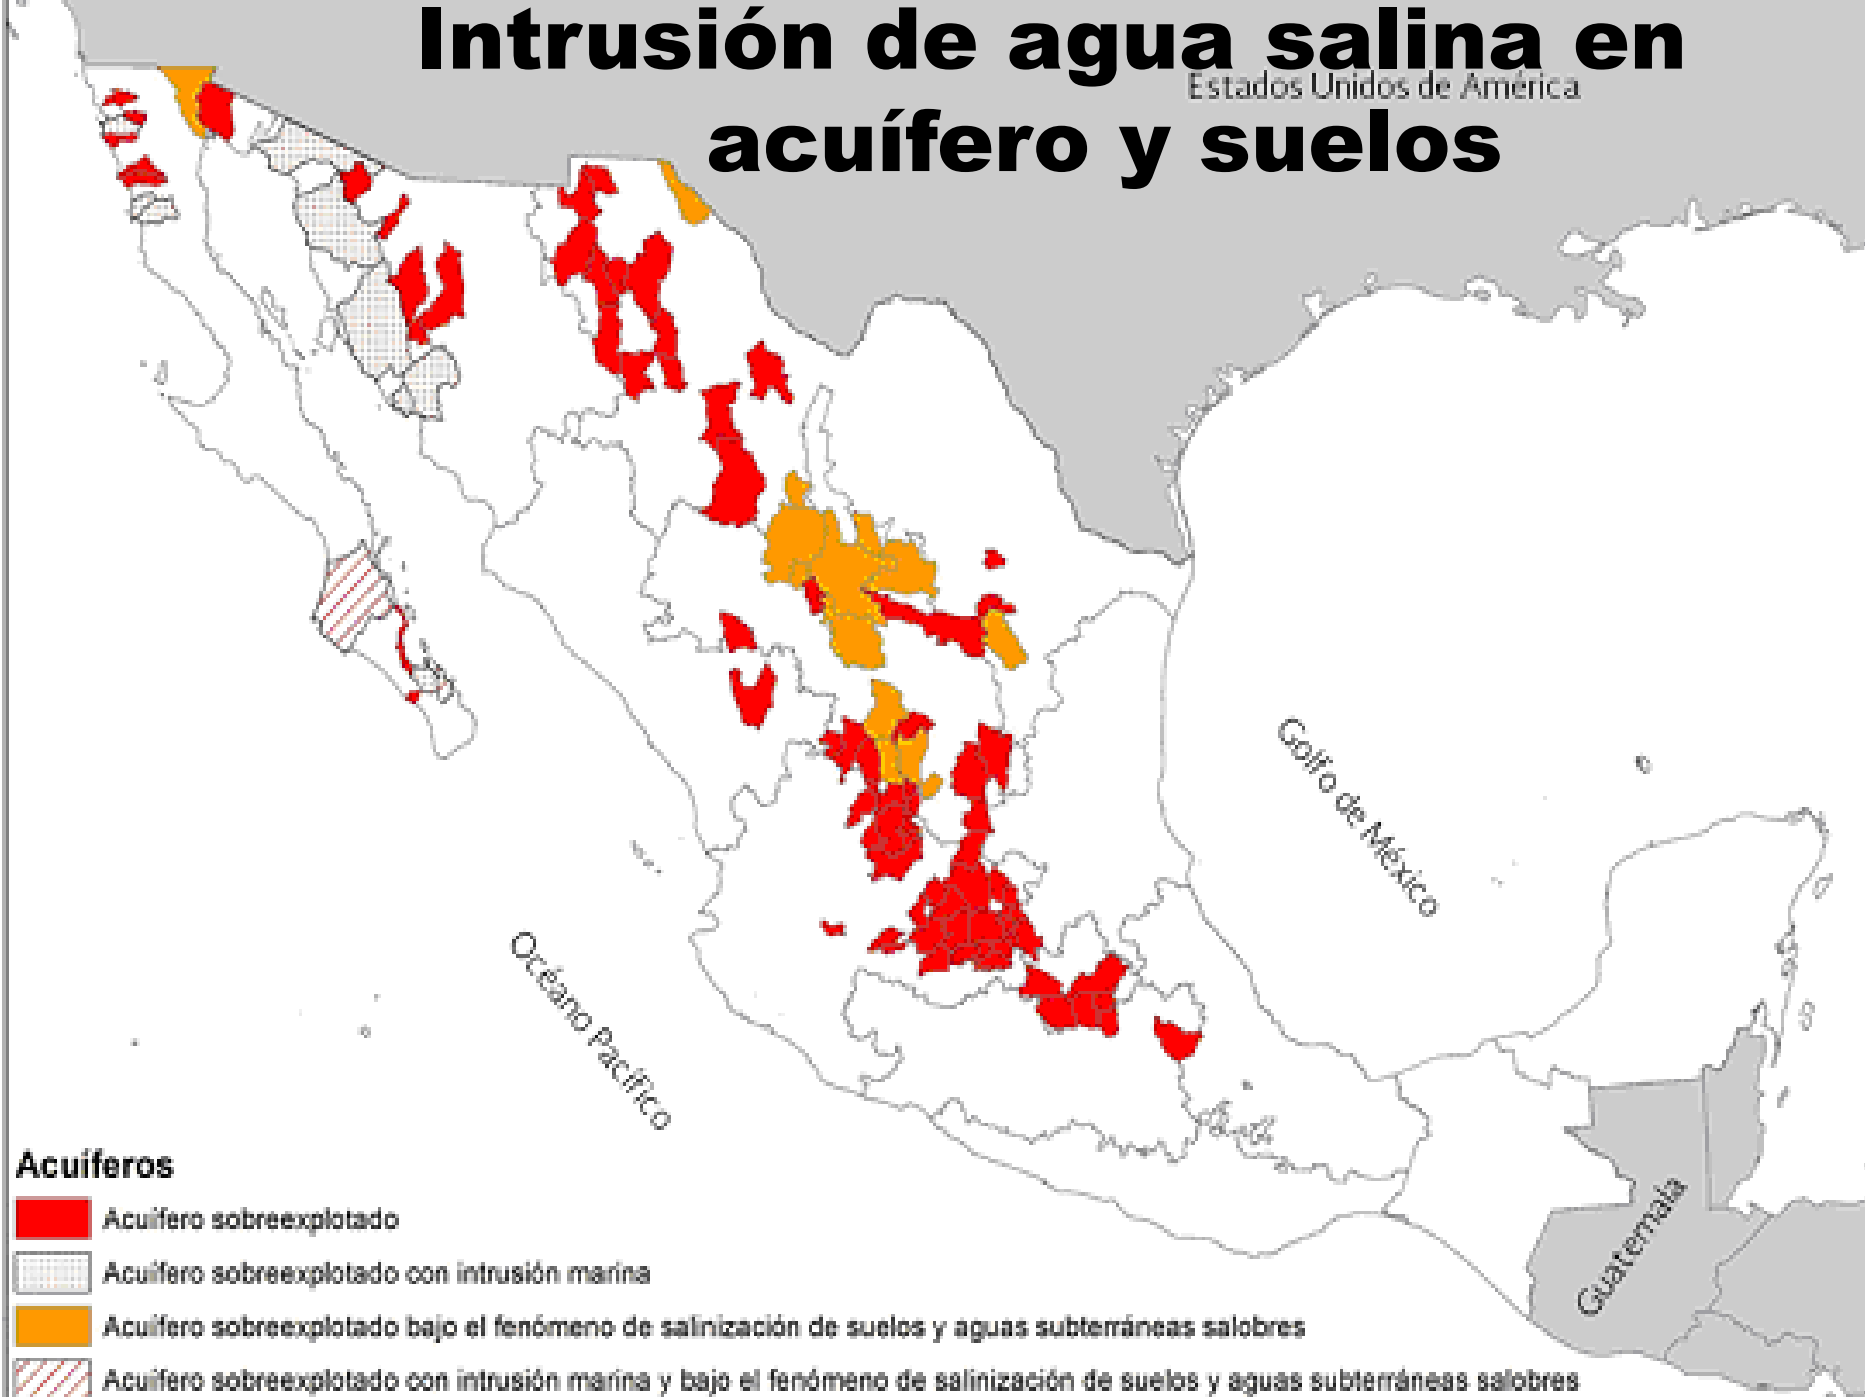 Intrusión de agua salina en
acuífero y suelos
Estados Unidos de América
Golfo de México
Océano Pacífico
Guatemala
Acuíferos
Acuífero sobreexplotado
Acuífero sobreexplotado con intrusión marina
Acuífero sobreexplotado bajo el fenómeno de salinización de suelos y aguas subterráneas salobres
Acuífero sobreexplotado con intrusión marina y bajo el fenómeno de salinización de suelos y aguas subterráneas salobres